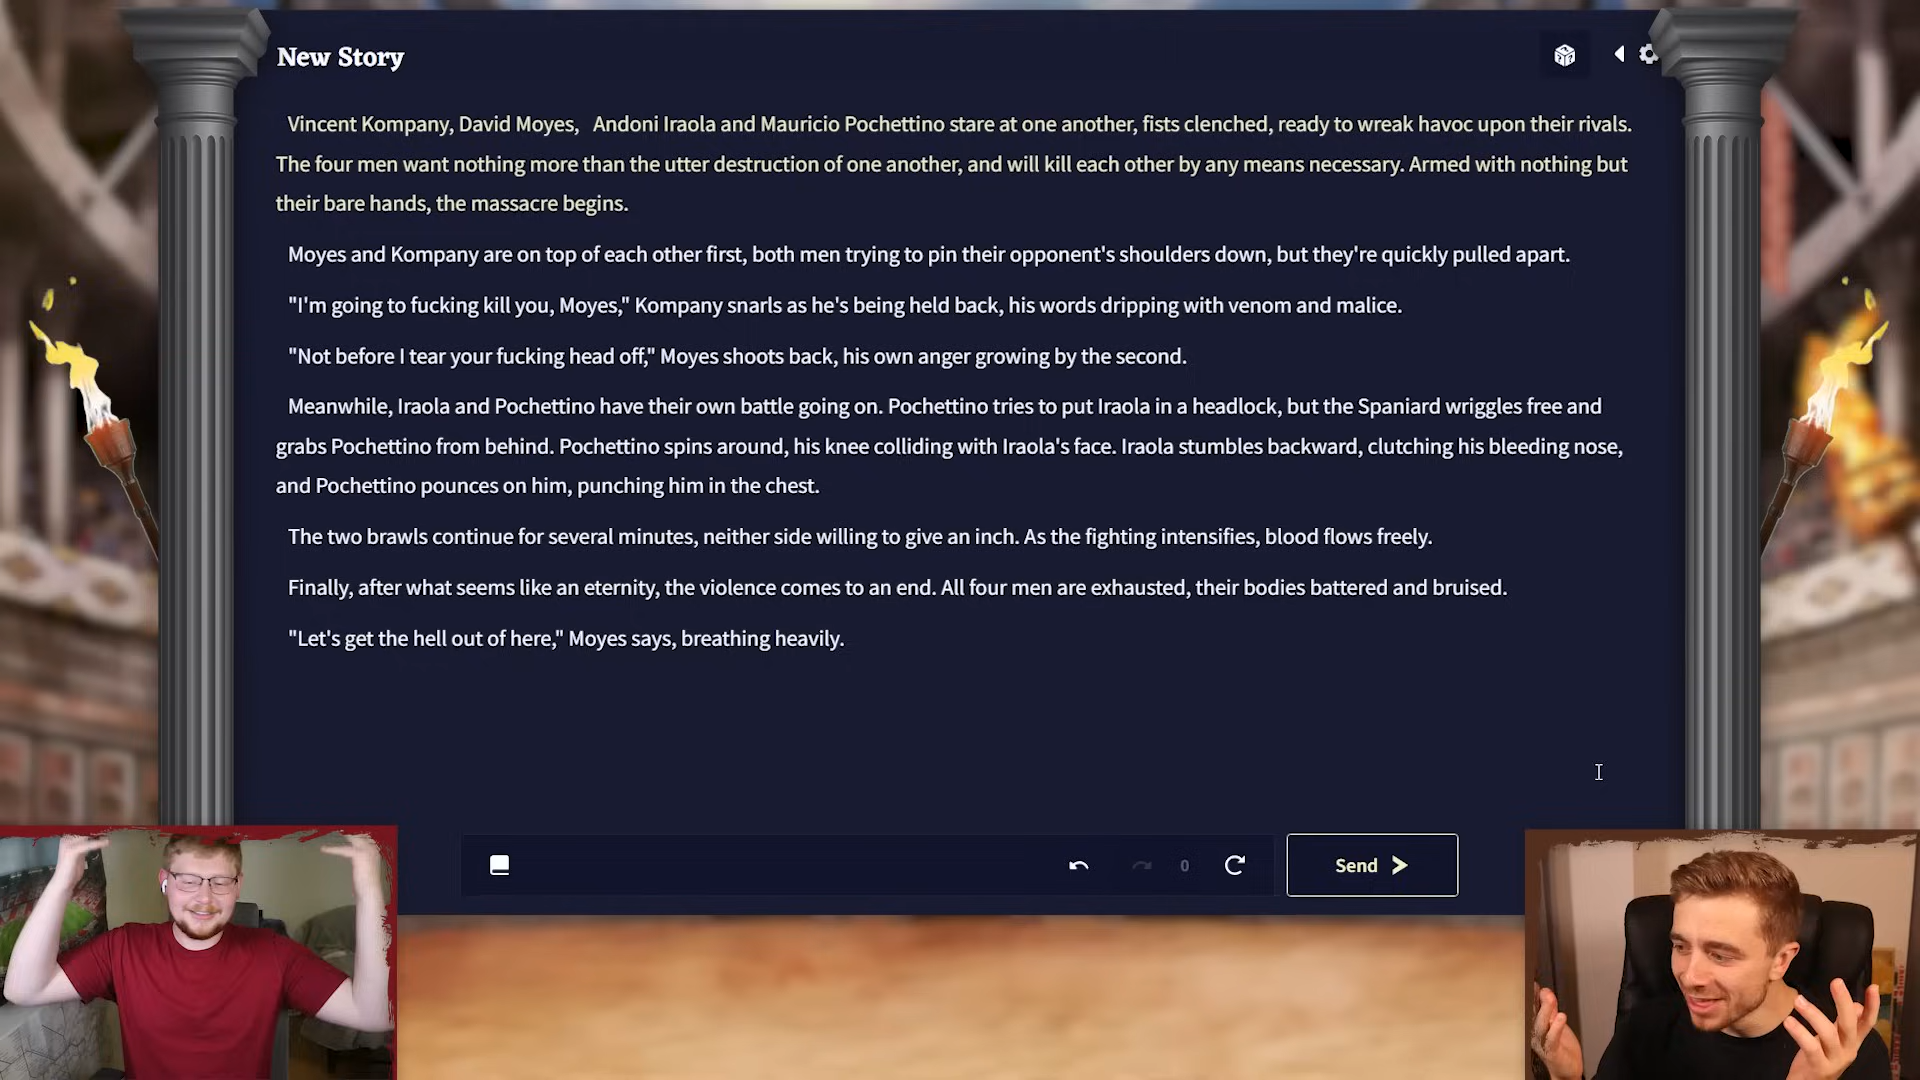 New Story
Vincent Kompany, David Moyes, Andoni Iraola and Mauricio Pochettino stare at one another, fists clenched, ready to wreak havoc upon their rivals.
The four men want nothing more than the utter destruction of one another, and will kill each other by any means necessary. Armed with nothing but
their bare hands, the massacre begins.
Moyes and Kompany are on top of each other first, both men trying to pin their opponent's shoulders down, but they're quickly pulled apart.
"I'm going to fucking kill you, Moyes," Kompany snarls as he's being held back, his words dripping with venom and malice.
"Not before I tear your fucking head off," Moyes shoots back, his own anger growing by the second.
Meanwhile, Iraola and Pochettino have their own battle going on. Pochettino tries to put Iraola in a headlock, but the Spaniard wriggles free and
grabs Pochettino from behind. Pochettino spins around, his knee colliding with Iraola's face. Iraola stumbles backward, clutching his bleeding nose,
and Pochettino pounces on him, punching him in the chest.
The two brawls continue for several minutes, neither side willing to give an inch. As the fighting intensifies, blood flows freely.
Finally, after what seems like an eternity, the violence comes to an end. All four men are exhausted, their bodies battered and bruised.
"Let's get the hell out of here," Moyes says, breathing heavily.
0
Send